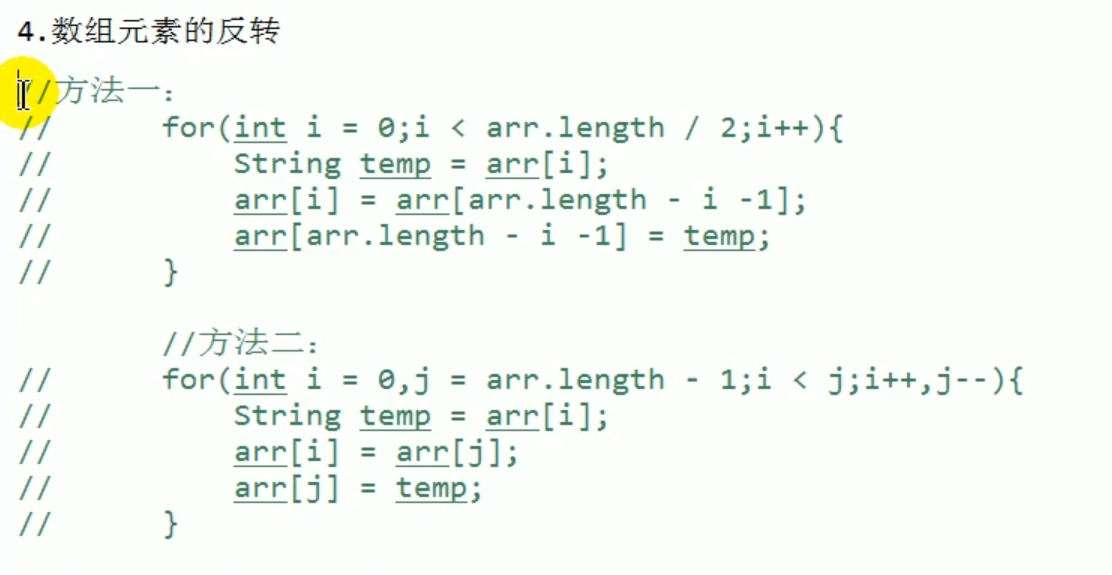 4.数组元素的反转
//方法一：
//      for(int i = 0;i < arr.length / 2;i++){
//          String temp = arr[i];
//          arr[i] = arr[arr.length - i -1];
//          arr[arr.length - i -1] = temp;
//      }
        //方法二：
//      for(int i = 0,j = arr.length - 1;i < j;i++,j--){
//          String temp = arr[i];
//          arr[i] = arr[j];
//          arr[j] = temp;
//      }